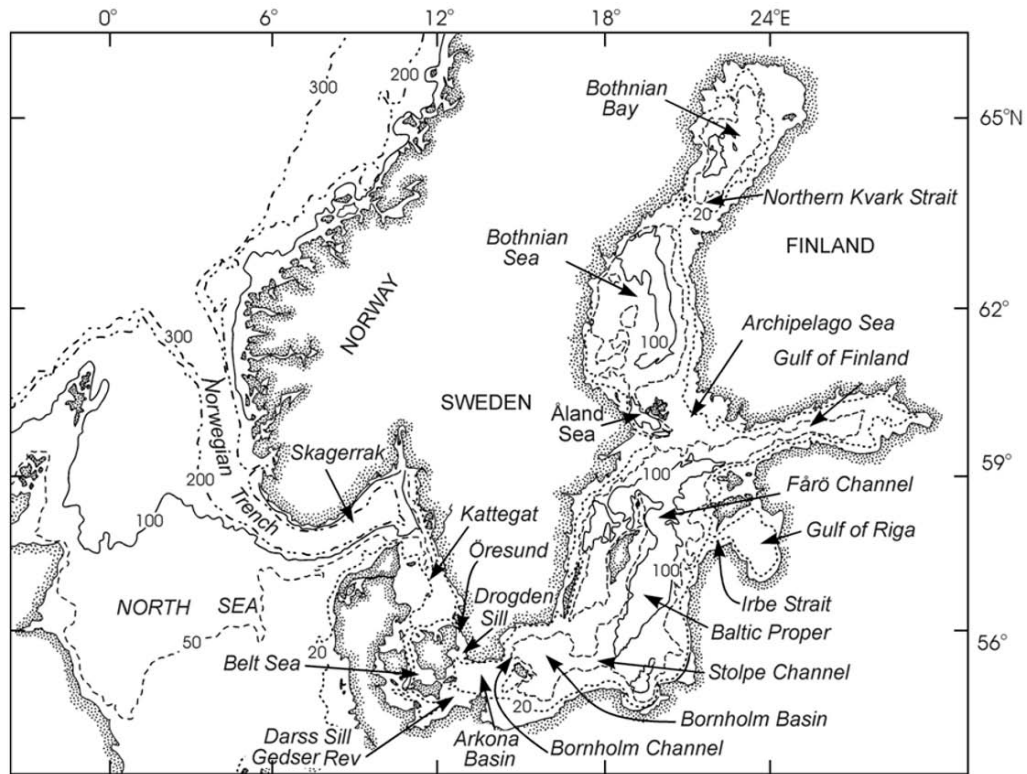 0°
6°
12°
18°
24°E
300
200
Bothnian
Bay
65°N
Northern Kvark Strait
20
Bothnian
Sea
FINLAND
NORWAY
62°
100
300
Archipelago Sea
Gulf of Finland
Norwegian
Trench
SWEDEN
Åland
Sea
Skagerrak
200
100
59°
Fårö Channel
100
Kattegat
Gulf of Riga
Öresund
100
Drogden
Sill
Irbe Strait
NORTH SEA
Baltic Proper
56°
50
20
Belt Sea
Stolpe Channel
20
Bornholm Basin
Darss Sill
Gedser Rev
Arkona
Basin
Bornholm Channel